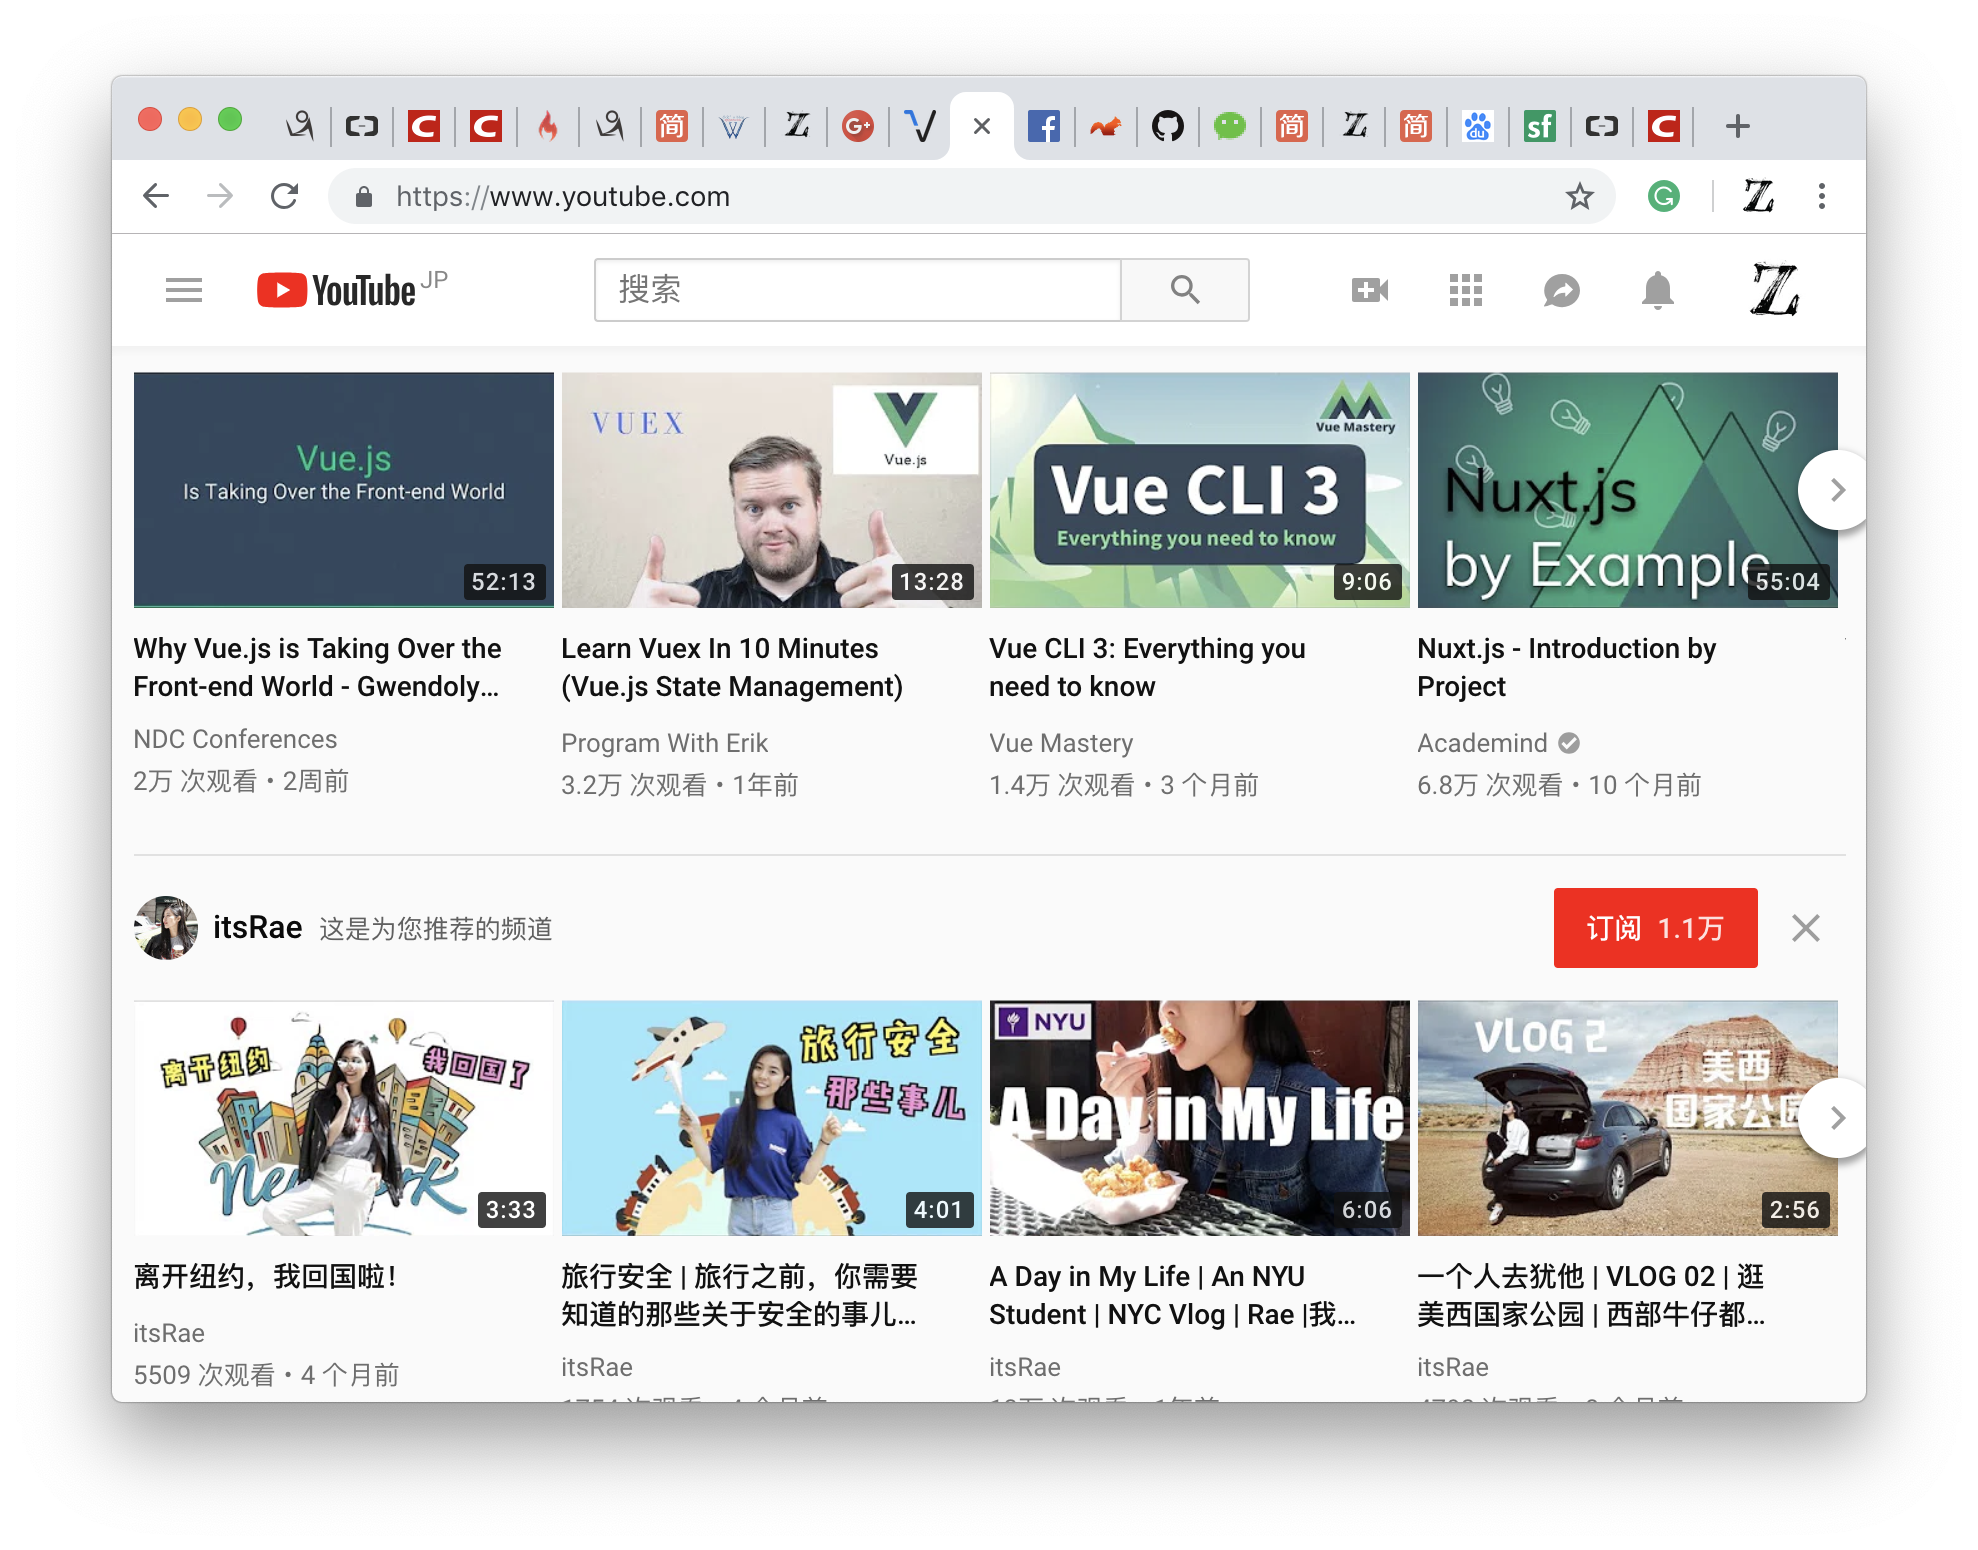 https://www.youtube.com
YouTube JP
搜索
Vue.js
Is Taking Over the Front-end World
52:13
VUEX
Vue.js
13:28
Vue Mastery
Vue CLI 3
Everything you need to know
9:06
Nuxt.js
by Example
55:04
Why Vue.js is Taking Over the
Front-end World - Gwendoly...
NDC Conferences
2万 次观看 • 2周前
Learn Vuex In 10 Minutes
(Vue.js State Management)
Program With Erik
3.2万 次观看 • 1年前
Vue CLI 3: Everything you
need to know
Vue Mastery
1.4万 次观看 • 3 个月前
Nuxt.js - Introduction by
Project
Academind
6.8万 次观看 • 10 个月前
itsRae 这是为您推荐的频道
订阅 1.1万
离开纽约
我回国了
New York
3:33
旅行安全
那些事儿
4:01
NYU
A Day in My Life
6:06
VLOG 2
美西
国家公园
2:56
离开纽约，我回国啦！
itsRae
5509 次观看 • 4 个月前
旅行安全 | 旅行之前，你需要
知道的那些关于安全的事儿...
itsRae
A Day in My Life | An NYU
Student | NYC Vlog | Rae |我...
itsRae
一个人去犹他 | VLOG 02 | 逛
美西国家公园 | 西部牛仔都...
itsRae